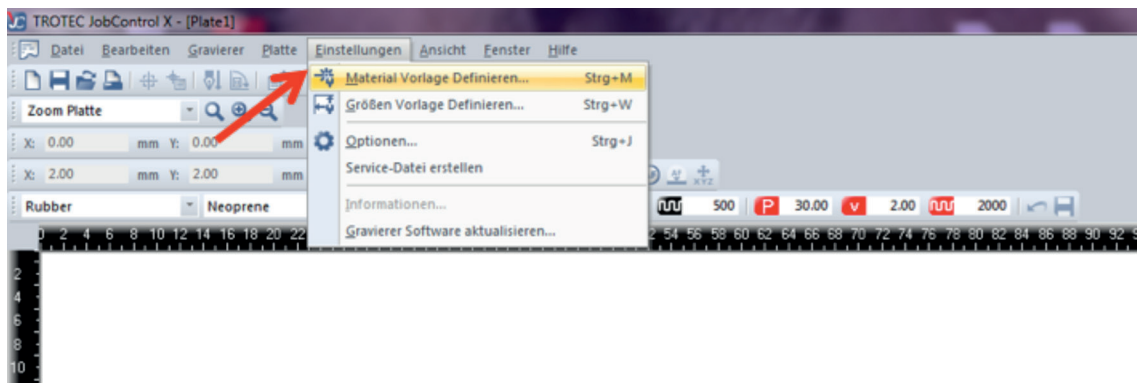 TROTEC JobControl X - [Plate1]
Datei Bearbeiten Gravierer Platte Einstellungen Ansicht Fenster Hilfe
Material Vorlage Definieren... Strg+M
Zoom Platte
Größen Vorlage Definieren... Strg+W
X: 0.00 mm Y: 0.00 mm
Optionen... Strg+J
X: 2.00 mm Y: 2.00 mm
Service-Datei erstellen
Rubber Neoprene
Informationen...
500 P 30.00 v 2.00 2000
Gravierer Software aktualisieren...
0 2 4 6 8 10 12 14 16 18 20 22
54 56 58 60 62 64 66 68 70 72 74 76 78 80 82 84 86 88 90 92
2
4
6
8
10